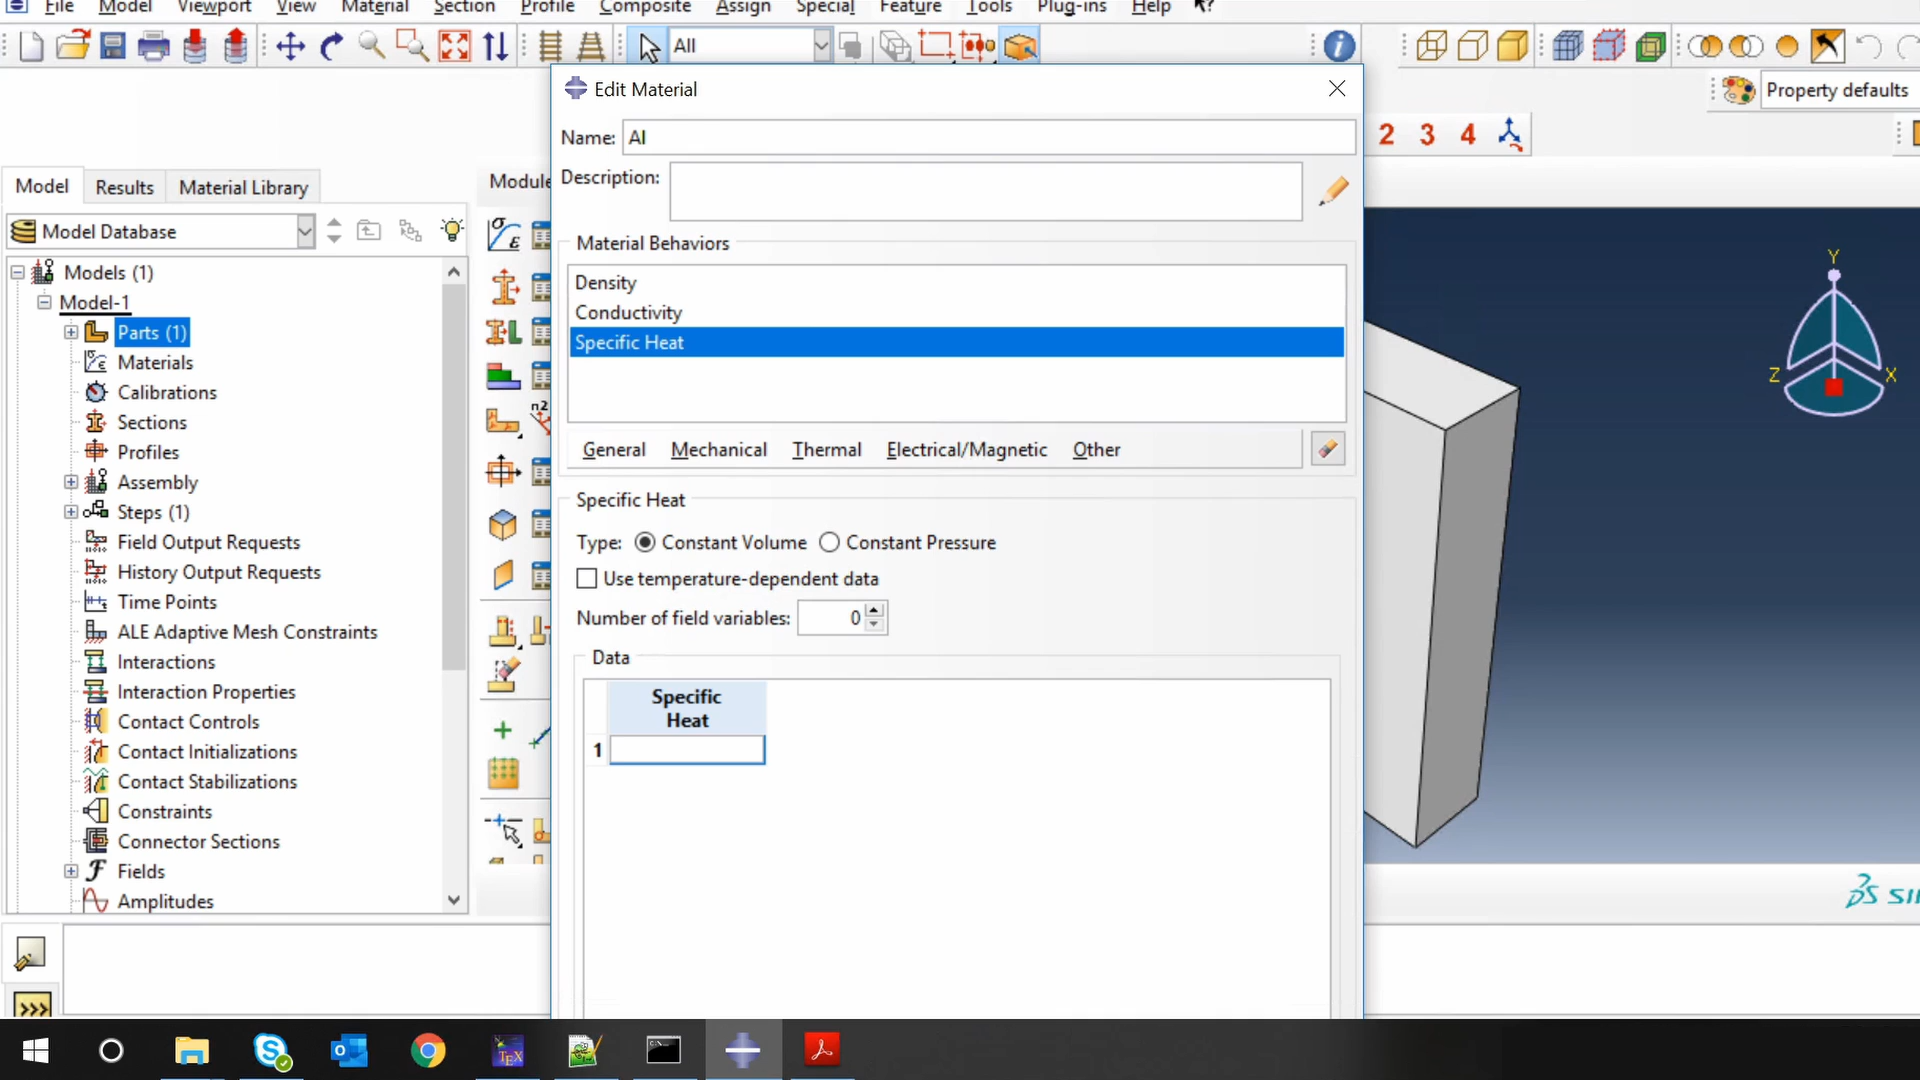 File Model Viewport View Material Section Profile Composite Assign Special Feature Tools Plug-ins Help
All
Property defaults
Edit Material
Name: Al
2 3 4
Description:
Model Results Material Library
Module
Model Database
Material Behaviors
Density
Conductivity
Specific Heat
General Mechanical Thermal Electrical/Magnetic Other
Specific Heat
Type: Constant Volume Constant Pressure
Use temperature-dependent data
Number of field variables: 0
Data
Specific
Heat
1
Models (1)
Model-1
Parts (1)
Materials
Calibrations
Sections
Profiles
Assembly
Steps (1)
Field Output Requests
History Output Requests
Time Points
ALE Adaptive Mesh Constraints
Interactions
Interaction Properties
Contact Controls
Contact Initializations
Contact Stabilizations
Constraints
Connector Sections
Fields
Amplitudes
Y
Z X
>>>
TEX